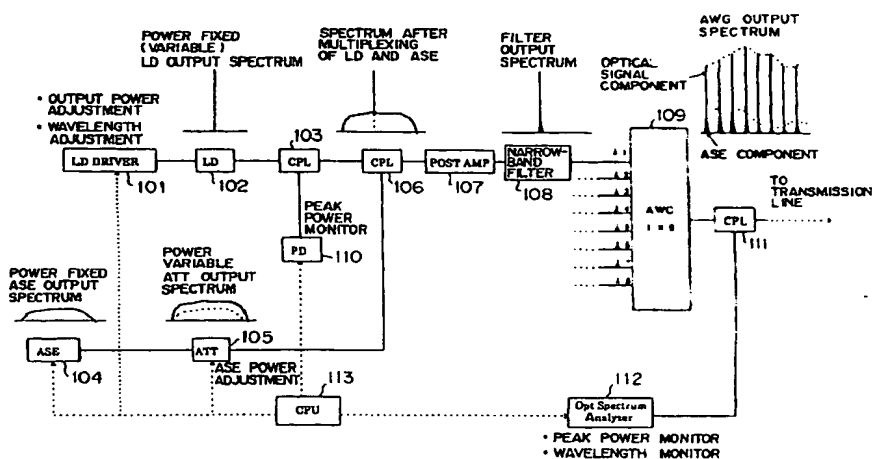 POWER FIXED
(VARIABLE)
LD OUTPUT SPECTRUM
SPECTRUM AFTER
MULTIPLEXING
OF LD AND ASE
FILTER
OUTPUT
SPECTRUM
AWG OUTPUT
SPECTRUM
OPTICAL
SIGNAL
COMPONENT
• OUTPUT POWER
ADJUSTMENT
• WAVELENGTH
ADJUSTMENT
103
109
LD DRIVER
LD
CPL
CPL
POST AMP
NARROW-
BAND
FILTER
ASE COMPONENT
101
102
106
107
108
AWG
TO
TRANSMISSION
LINE
CPL
111
PEAK
POWER
MONITOR
PD
110
POWER FIXED
ASE OUTPUT
SPECTRUM
POWER
VARIABLE
ATT OUTPUT
SPECTRUM
105
ASE
ATT
104
ASE POWER
ADJUSTMENT
113
CPU
112
Opt Spectrum
Analyzer
• PEAK POWER MONITOR
• WAVELENGTH MONITOR